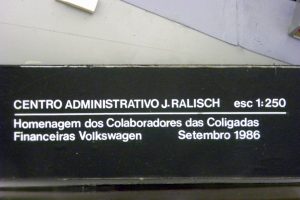 CENTRO ADMINISTRATIVO J. RALISCH esc 1:250
Homenagem dos Colaboradores das Coligadas
Financeiras Volkswagen Setembro 1986